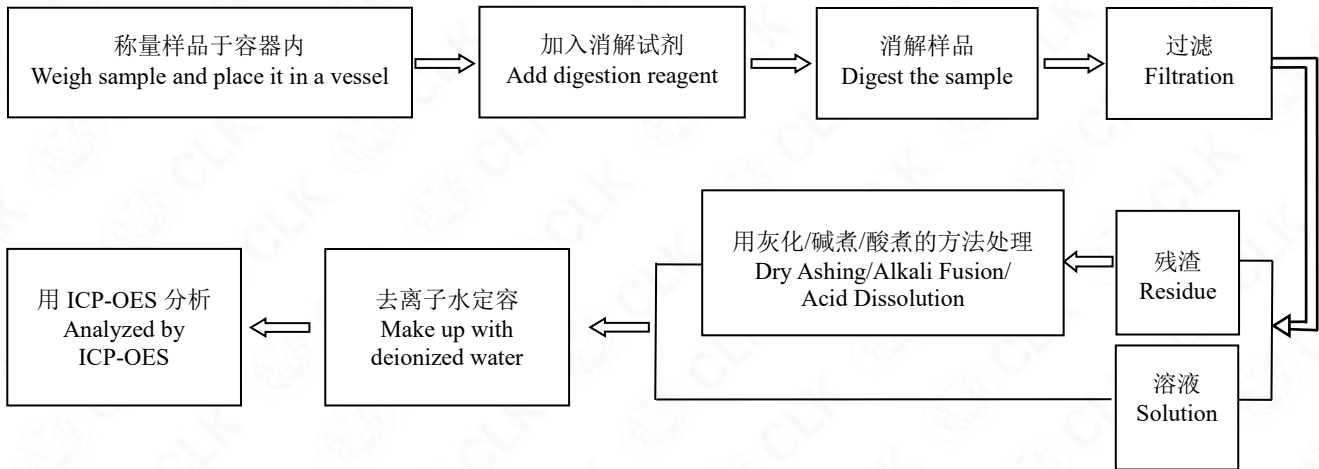 称量样品于容器内
Weigh sample and place it in a vessel
加入消解试剂
Add digestion reagent
消解样品
Digest the sample
过滤
Filtration
残渣
Residue
溶液
Solution
用灰化/碱煮/酸煮的方法处理
Dry Ashing/Alkali Fusion/
Acid Dissolution
去离子水定容
Make up with
deionized water
用 ICP-OES 分析
Analyzed by
ICP-OES
CLK